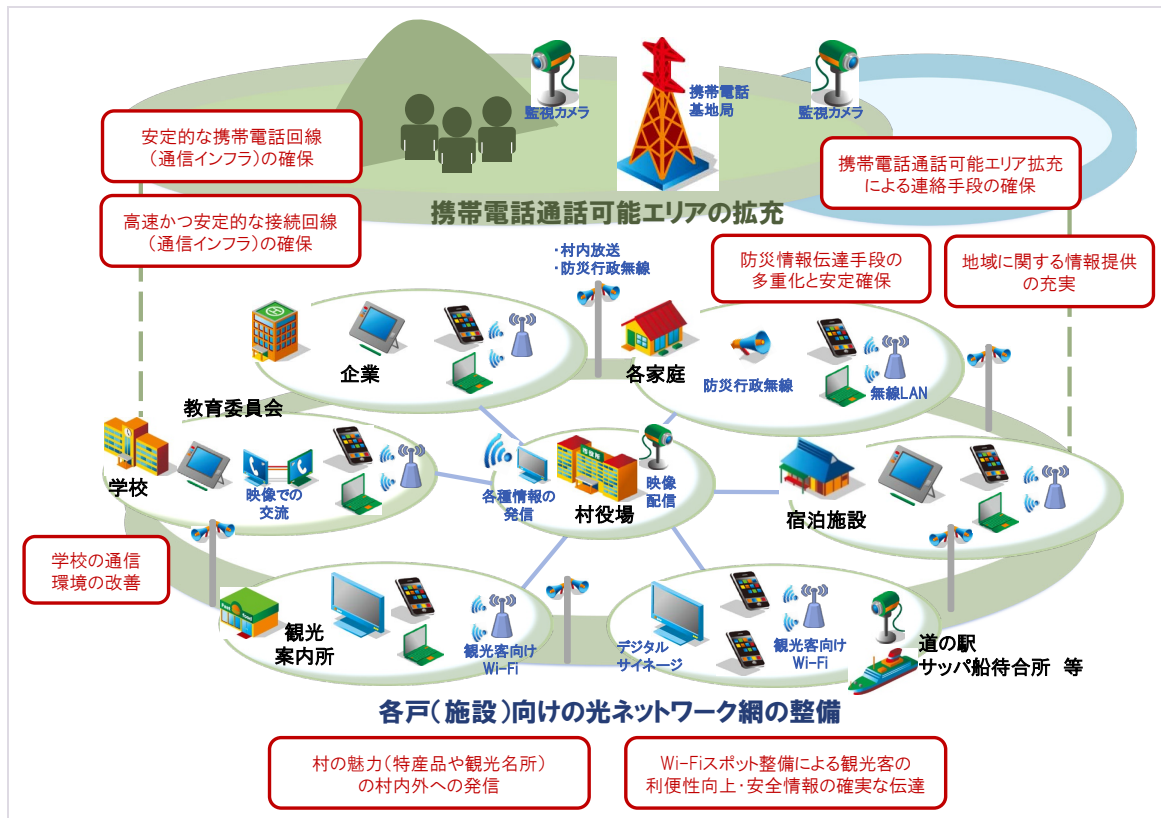 監視カメラ
携帯電話
基地局
監視カメラ
安定的な携帯電話回線
（通信インフラ）の確保
携帯電話通話可能エリア拡充
による連絡手段の確保
高速かつ安定的な接続回線
（通信インフラ）の確保
携帯電話通話可能エリアの拡充
・村内放送
・防災行政無線
防災情報伝達手段の
多重化と安定確保
地域に関する情報提供
の充実
企業
各家庭
防災行政無線
無線LAN
教育委員会
学校
映像での
交流
各種情報の
発信
村役場
映像
配信
宿泊施設
学校の通信
環境の改善
観光
案内所
観光客向け
Wi-Fi
デジタル
サイネージ
観光客向け
Wi-Fi
道の駅
サッパ船待合所　等
各戸（施設）向けの光ネットワーク網の整備
村の魅力（特産品や観光名所）
の村内外への発信
Wi-Fiスポット整備による観光客の
利便性向上・安全情報の確実な伝達